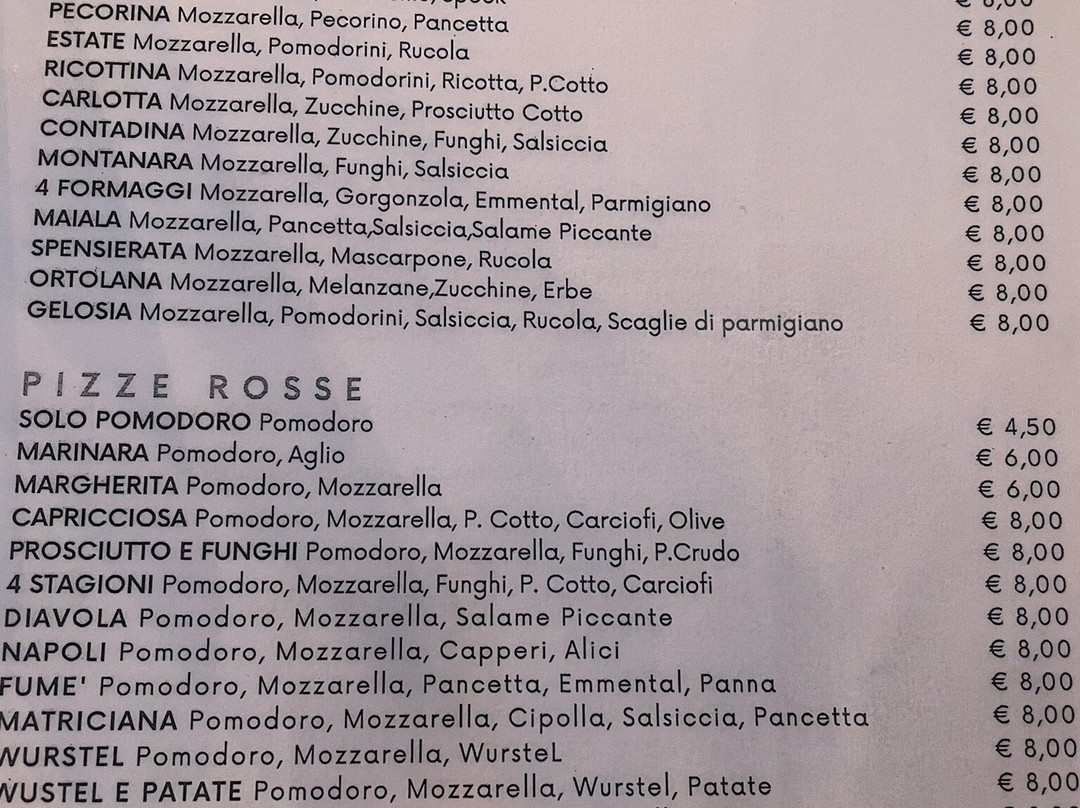 PECORINA Mozzarella, Pecorino, Pancetta € 8,00
ESTATE Mozzarella, Pomodorini, Rucola € 8,00
RICOTTINA Mozzarella, Pomodorini, Ricotta, P.Cotto € 8,00
CARLOTTA Mozzarella, Zucchine, Prosciutto Cotto € 8,00
CONTADINA Mozzarella, Zucchine, Funghi, Salsiccia € 8,00
MONTANARA Mozzarella, Funghi, Salsiccia € 8,00
4 FORMAGGI Mozzarella, Gorgonzola, Emmental, Parmigiano € 8,00
MAIALA Mozzarella, Pancetta,Salsiccia,Salame Piccante € 8,00
SPENSIERATA Mozzarella, Mascarpone, Rucola € 8,00
ORTOLANA Mozzarella, Melanzane,Zucchine, Erbe € 8,00
GELOSIA Mozzarella, Pomodorini, Salsiccia, Rucola, Scaglie di parmigiano € 8,00
PIZZE ROSSE
SOLO POMODORO Pomodoro € 4,50
MARINARA Pomodoro, Aglio € 6,00
MARGHERITA Pomodoro, Mozzarella € 6,00
CAPRICCIOSA Pomodoro, Mozzarella, P. Cotto, Carciofi, Olive € 8,00
PROSCIUTTO E FUNGHI Pomodoro, Mozzarella, Funghi, P.Crudo € 8,00
4 STAGIONI Pomodoro, Mozzarella, Funghi, P. Cotto, Carciofi € 8,00
DIAVOLA Pomodoro, Mozzarella, Salame Piccante € 8,00
NAPOLI Pomodoro, Mozzarella, Capperi, Alici € 8,00
FUME' Pomodoro, Mozzarella, Pancetta, Emmental, Panna € 8,00
MATRICIANA Pomodoro, Mozzarella, Cipolla, Salsiccia, Pancetta € 8,00
WURSTEL Pomodoro, Mozzarella, WursteL € 8,00
WUSTEL E PATATE Pomodoro, Mozzarella, Wurstel, Patate € 8,00